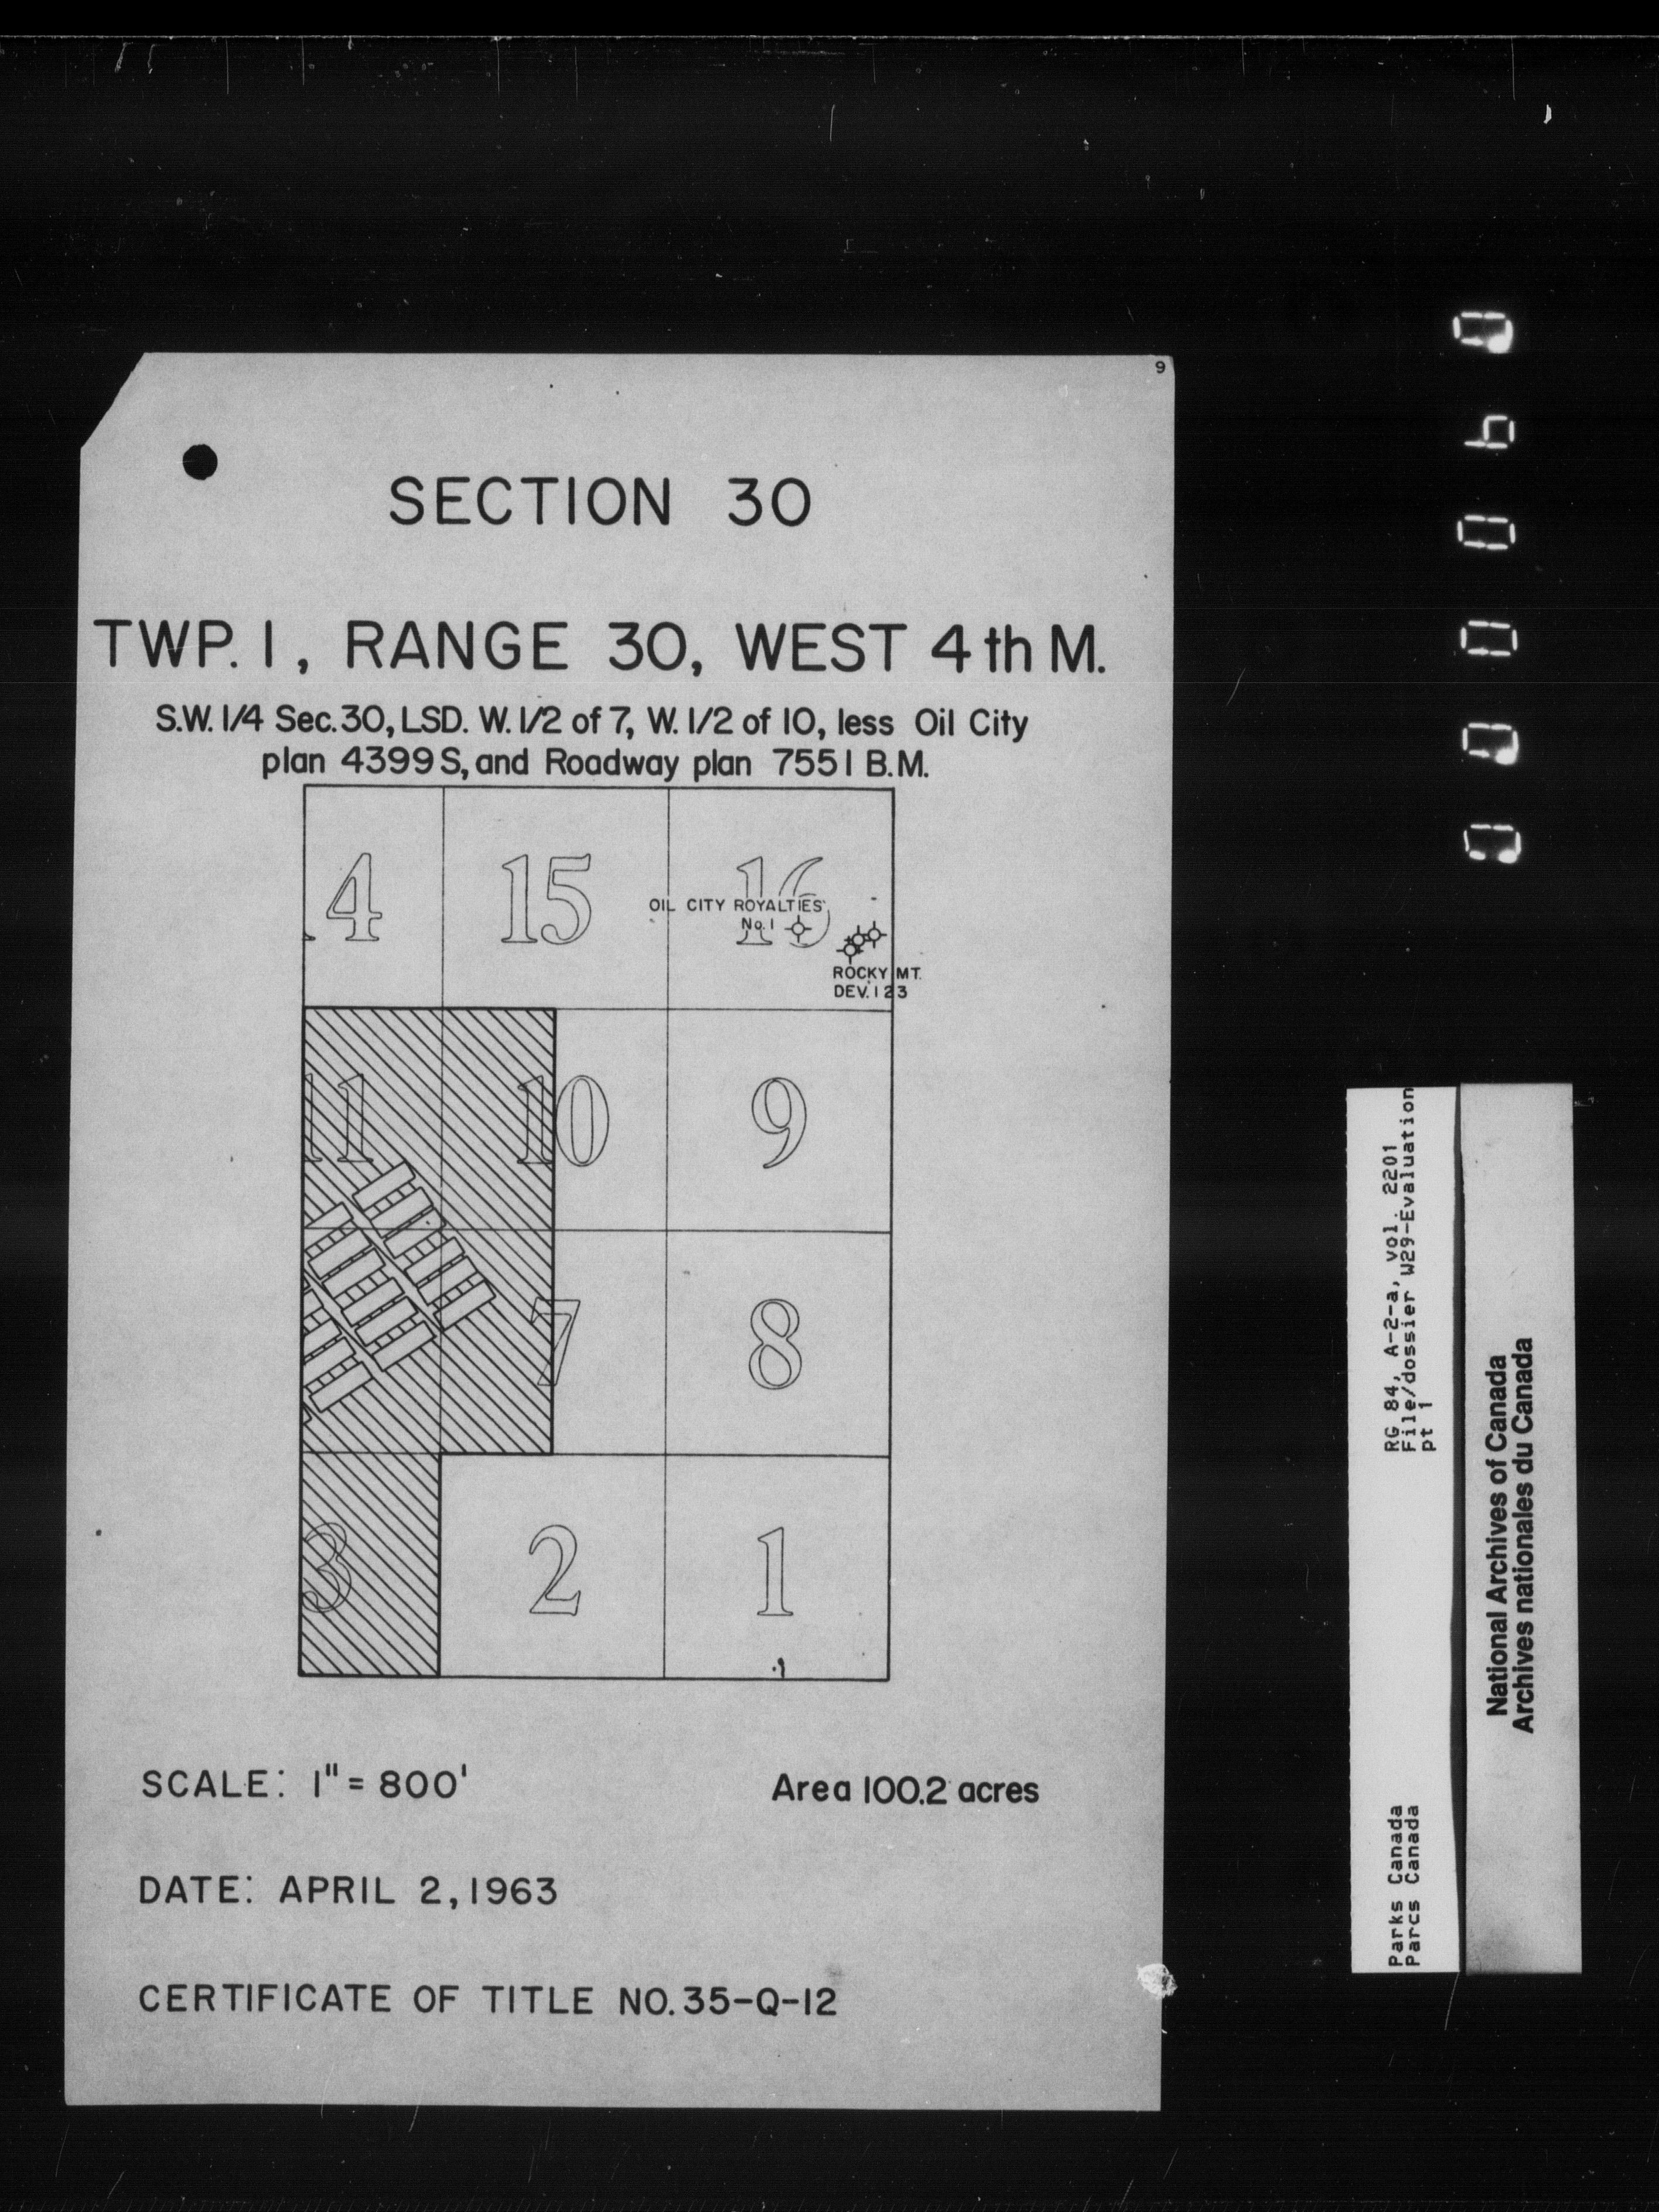 9
SECTION 30
TWP. 1, RANGE 30, WEST 4th M.
S.W. 1/4 Sec. 30, LSD. W. 1/2 of 7, W. 1/2 of 10, less Oil City
plan 4399 S, and Roadway plan 7551 B.M.
4 15 16
OIL CITY ROYALTIES
No. 1
ROCKY MT.
DEV. 1 2 3
11 10 9
7 8
3 2 1
SCALE: 1" = 800'
Area 100.2 acres
DATE: APRIL 2, 1963
CERTIFICATE OF TITLE NO. 35-Q-12
RG 84, A-2-a, vol. 2201
File/dossier W29-Evaluation
pt 1
Parks Canada
Parcs Canada
National Archives of Canada
Archives nationales du Canada